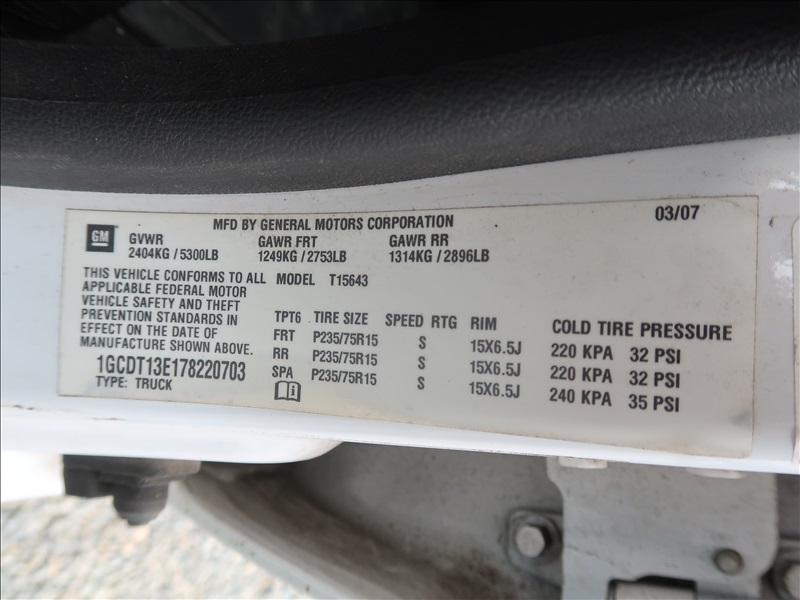 MFD BY GENERAL MOTORS CORPORATION 03/07
GM GVWR GAWR FRT GAWR RR
2404KG / 5300LB 1249KG / 2753LB 1314KG / 2896LB
THIS VEHICLE CONFORMS TO ALL MODEL T15643
APPLICABLE FEDERAL MOTOR
VEHICLE SAFETY AND THEFT
PREVENTION STANDARDS IN
EFFECT ON THE DATE OF
MANUFACTURE SHOWN ABOVE.
1GCDT13E178220703
TYPE: TRUCK
TPT6 TIRE SIZE SPEED RTG RIM COLD TIRE PRESSURE
FRT P235/75R15 S 15X6.5J 220 KPA 32 PSI
RR P235/75R15 S 15X6.5J 220 KPA 32 PSI
SPA P235/75R15 S 15X6.5J 240 KPA 35 PSI